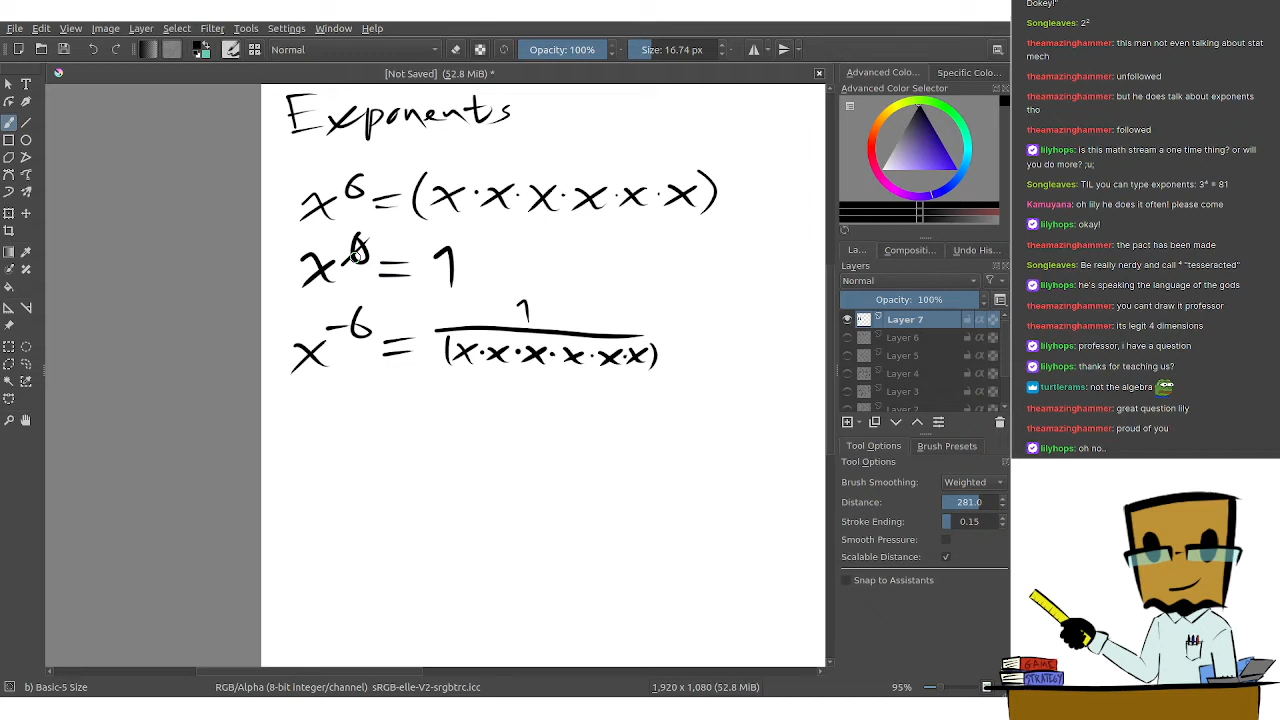 File Edit View Image Layer Select Filter Tools Settings Window Help
Normal Opacity: 100% Size: 16.74 px
[Not Saved] (52.8 MiB) *
Exponents
x⁶ = (x·x·x·x·x·x)
x⁰ = 1
x⁻⁶ = 1/(x·x·x·x·x·x)
Advanced Colo... Specific Colo...
Advanced Color Selector
La... Compositi... Undo His...
Layers
Normal
Opacity: 100%
Layer 7
Layer 6
Layer 5
Layer 4
Layer 3
Layer 2
Tool Options Brush Presets
Tool Options
Brush Smoothing: Weighted
Distance: 281.0
Stroke Ending: 0.15
Smooth Pressure:
Scalable Distance:
Snap to Assistants
b) Basic-5 Size RGB/Alpha (8-bit integer/channel) sRGB-elle-V2-srgbtrc.icc 1,920 x 1,080 (52.8 MiB) 95%
Dokey!"
Songleaves: 2²
theamazinghammer: this man not even talking about stat
mech
theamazinghammer: unfollowed
theamazinghammer: but he does talk about exponents
tho
theamazinghammer: followed
lilyhops: is this math stream a one time thing? or will
you do more? ;u;
Songleaves: TIL you can type exponents: 3⁴ = 81
Kamuyana: oh lily he does it often! please come
lilyhops: okay!
theamazinghammer: the pact has been made
Songleaves: Be really nerdy and call ⁴ "tesseracted"
lilyhops: he's speaking the language of the gods
theamazinghammer: you cant draw it professor
theamazinghammer: its legit 4 dimensions
lilyhops: professor, i have a question
lilyhops: thanks for teaching us?
turtlerams: not the algebra
theamazinghammer: great question lily
theamazinghammer: proud of you
lilyhops: oh no..
GAME
STRATEGY